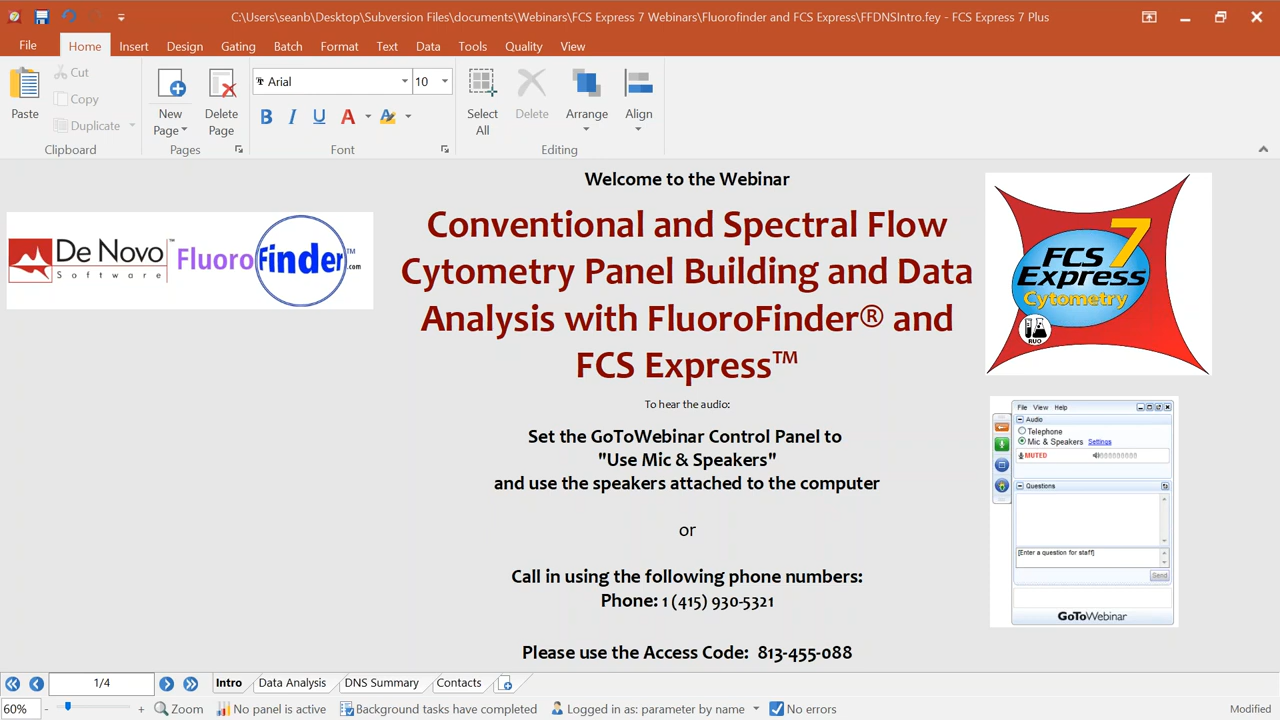 C:\Users\seanb\Desktop\Subversion Files\documents\Webinars\FCS Express 7 Webinars\Fluorofinder and FCS Express\FFDNSIntro.fey - FCS Express 7 Plus
File Home Insert Design Gating Batch Format Text Data Tools Quality View
Paste
Cut
Copy
Duplicate
Clipboard
New Page
Delete Page
Pages
Arial 10
B I U A
Font
Select All
Delete
Arrange
Align
Editing
Welcome to the Webinar
De Novo™
Software
FluoroFinder™
.com
Conventional and Spectral Flow
Cytometry Panel Building and Data
Analysis with FluoroFinder® and
FCS Express™
FCS 7
Express
Cytometry
RUO
To hear the audio:
Set the GoToWebinar Control Panel to
"Use Mic & Speakers"
and use the speakers attached to the computer
or
Call in using the following phone numbers:
Phone: 1 (415) 930-5321
Please use the Access Code: 813-455-088
File View Help
Audio
Telephone
Mic & Speakers Settings
MUTED
Questions
[Enter a question for staff]
Send
GoToWebinar
1/4 Intro Data Analysis DNS Summary Contacts
60% - + Zoom No panel is active Background tasks have completed Logged in as: parameter by name No errors Modified